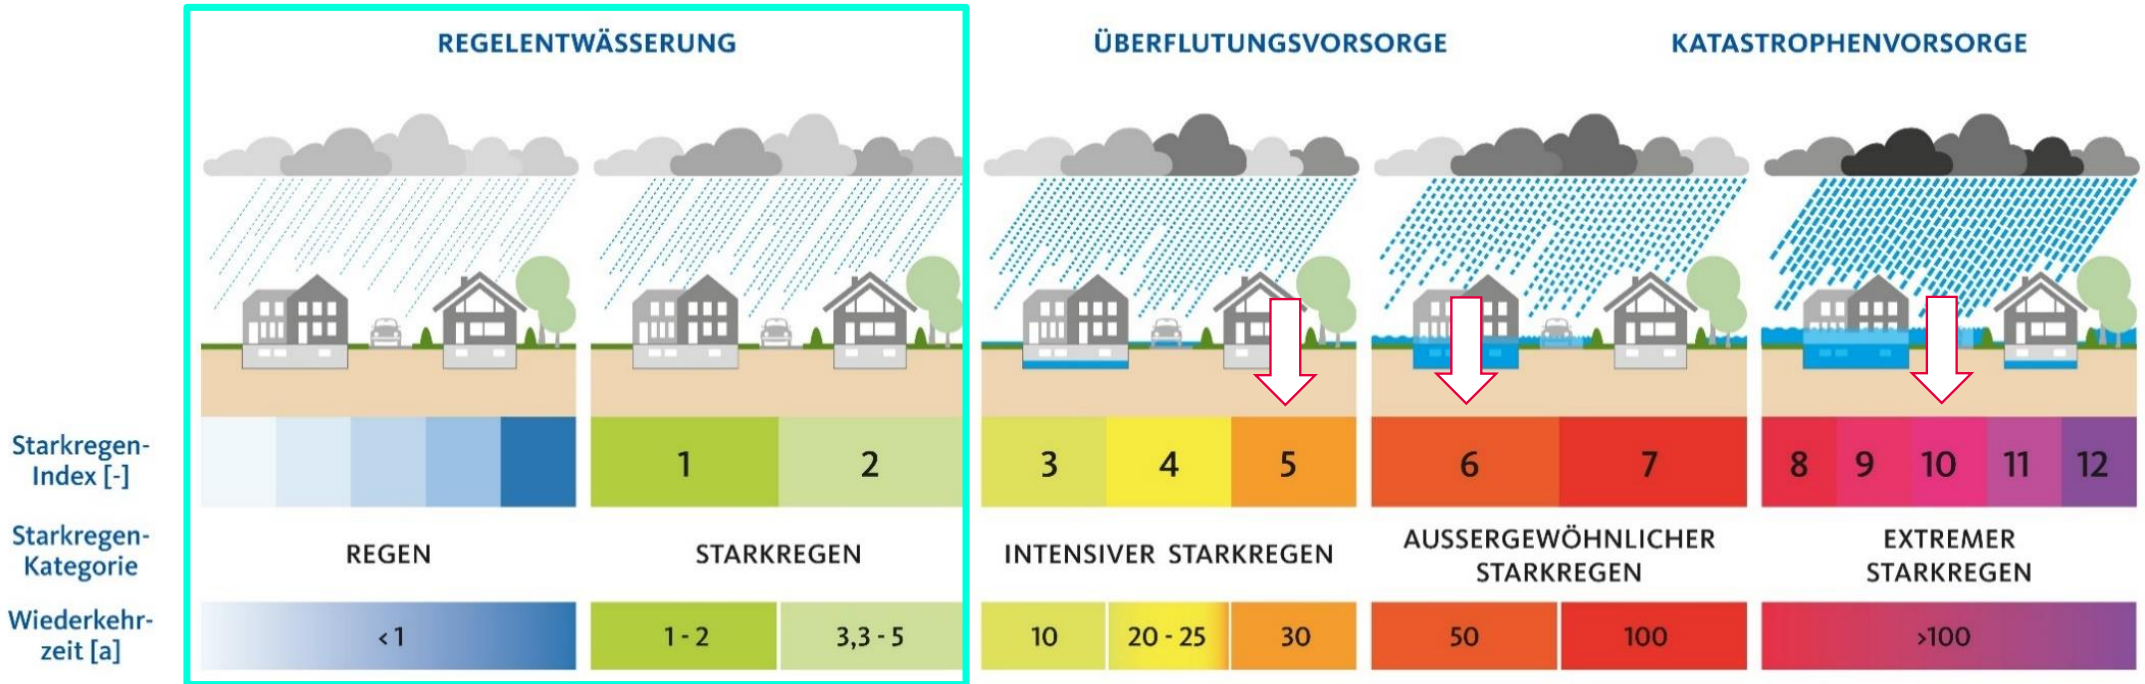 REGELENTWÄSSERUNG
ÜBERFLUTUNGSVORSORGE
KATASTROPHENVORSORGE
Starkregen-
Index [-]
1
2
3
4
5
6
7
8
9
10
11
12
Starkregen-
Kategorie
REGEN
STARKREGEN
INTENSIVER STARKREGEN
AUSSERGEWÖHNLICHER
STARKREGEN
EXTREMER
STARKREGEN
Wiederkehr-
zeit [a]
<1
1 - 2
3,3 - 5
10
20 - 25
30
50
100
>100